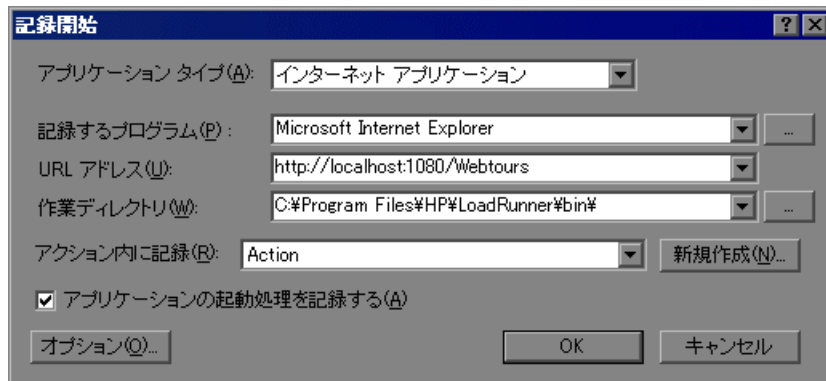 記録開始
アプリケーション タイプ(A): インターネット アプリケーション
記録するプログラム(P) : Microsoft Internet Explorer ...
URL アドレス(U): http://localhost:1080/Webtours
作業ディレクトリ(W): C:¥Program Files¥HP¥LoadRunner¥bin¥ ...
アクション内に記録(R): Action 新規作成(N)...
アプリケーションの起動処理を記録する(A)
オプション(O)... OK キャンセル